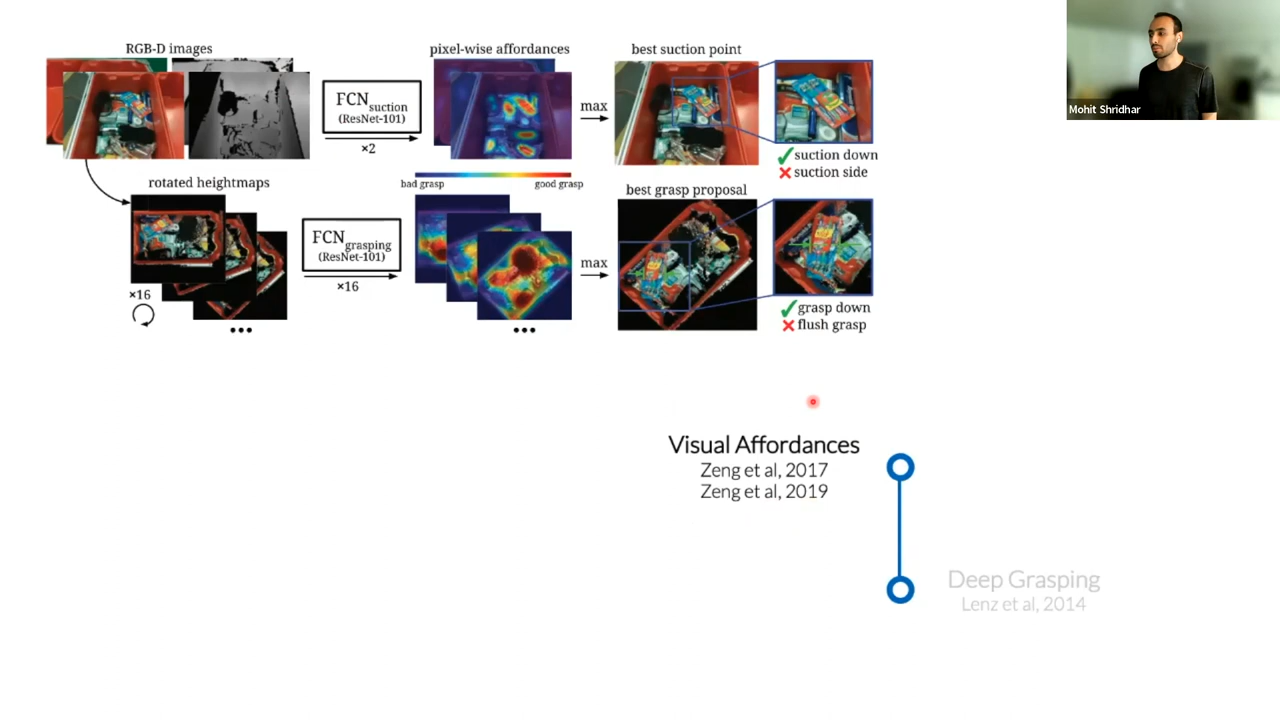 RGB-D images
FCN suction
(ResNet-101)
×2
pixel-wise affordances
max
best suction point
✓ suction down
✗ suction side
Mohit Shridhar
rotated heightmaps
×16
•••
FCN grasping
(ResNet-101)
×16
bad grasp
good grasp
•••
max
best grasp proposal
✓ grasp down
✗ flush grasp
Visual Affordances
Zeng et al, 2017
Zeng et al, 2019
Deep Grasping
Lenz et al, 2014